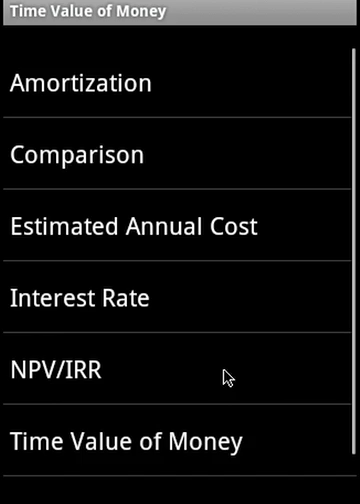 Time Value of Money
Amortization
Comparison
Estimated Annual Cost
Interest Rate
NPV/IRR
Time Value of Money